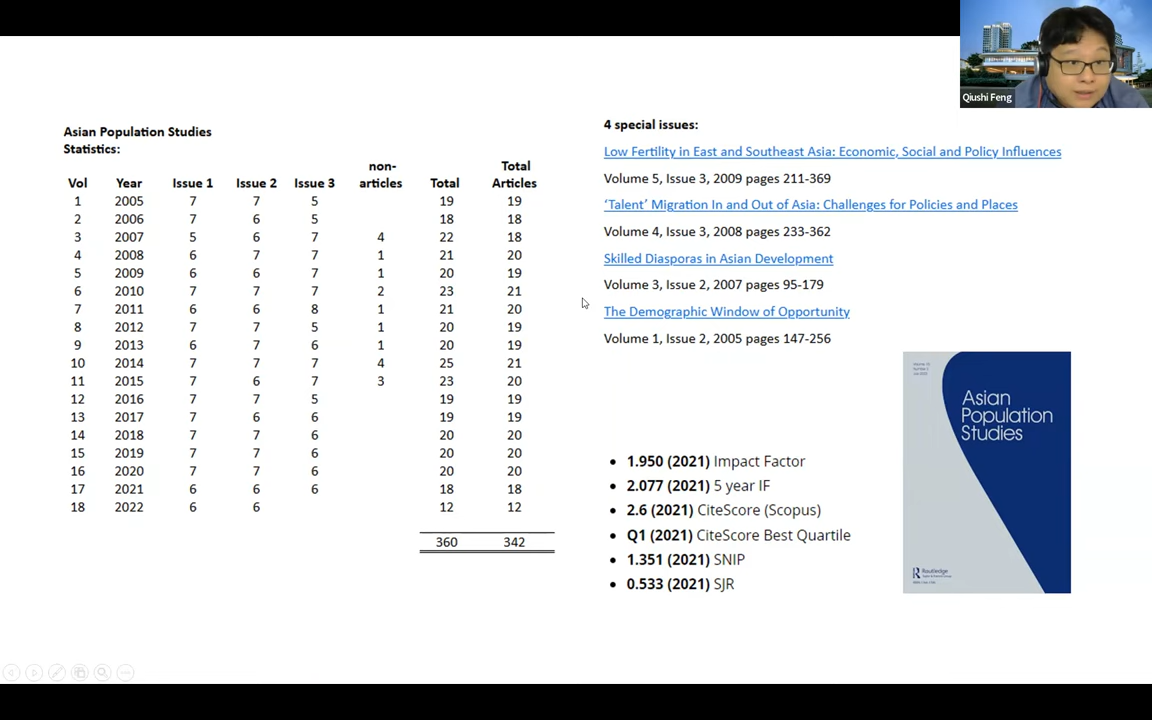 Qiushi Feng
Asian Population Studies
Statistics:
Vol Year Issue 1 Issue 2 Issue 3 non-articles Total Total Articles
1 2005 7 7 5 19 19
2 2006 7 6 5 18 18
3 2007 5 6 7 4 22 18
4 2008 6 7 7 1 21 20
5 2009 6 6 7 1 20 19
6 2010 7 7 7 2 23 21
7 2011 6 6 8 1 21 20
8 2012 7 7 5 1 20 19
9 2013 6 7 6 1 20 19
10 2014 7 7 7 4 25 21
11 2015 7 6 7 3 23 20
12 2016 7 7 5 19 19
13 2017 7 6 6 19 19
14 2018 7 7 6 20 20
15 2019 7 7 6 20 20
16 2020 7 7 6 20 20
17 2021 6 6 6 18 18
18 2022 6 6 12 12
360 342
4 special issues:
Low Fertility in East and Southeast Asia: Economic, Social and Policy Influences
Volume 5, Issue 3, 2009 pages 211-369
‘Talent’ Migration In and Out of Asia: Challenges for Policies and Places
Volume 4, Issue 3, 2008 pages 233-362
Skilled Diasporas in Asian Development
Volume 3, Issue 2, 2007 pages 95-179
The Demographic Window of Opportunity
Volume 1, Issue 2, 2005 pages 147-256
• 1.950 (2021) Impact Factor
• 2.077 (2021) 5 year IF
• 2.6 (2021) CiteScore (Scopus)
• Q1 (2021) CiteScore Best Quartile
• 1.351 (2021) SNIP
• 0.533 (2021) SJR
Asian
Population
Studies
Routledge